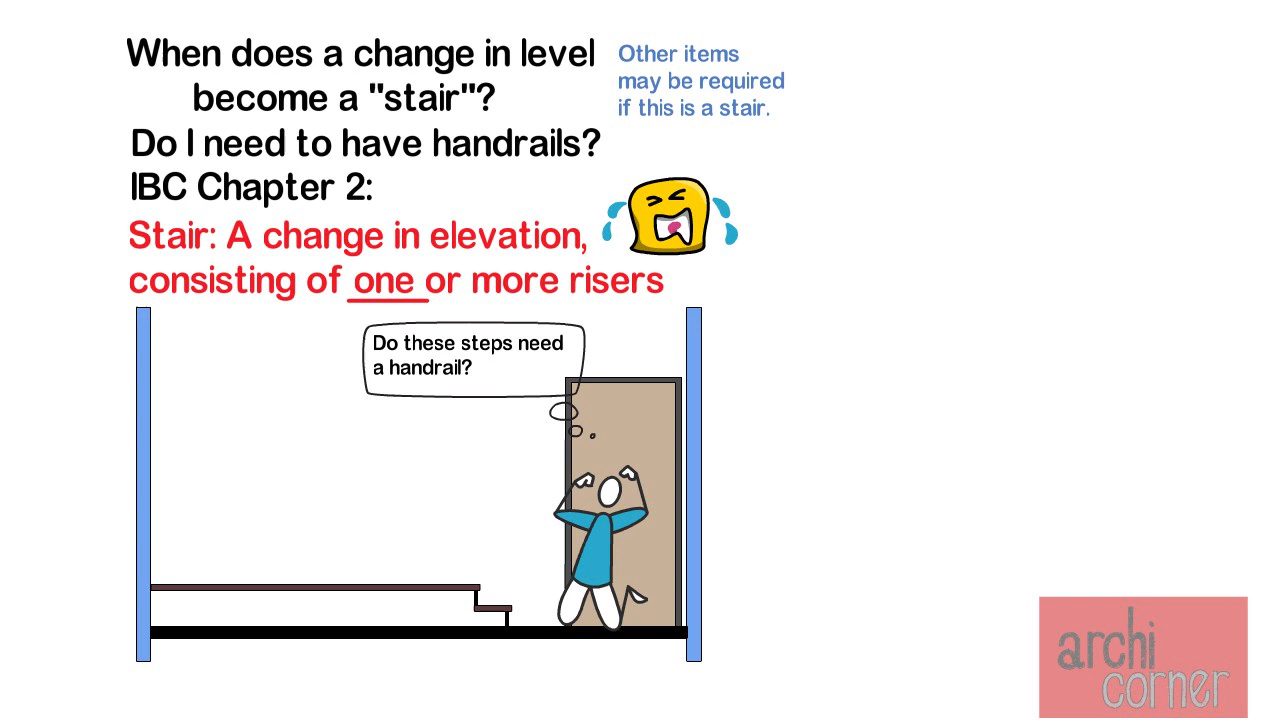 When does a change in level
become a "stair"?
Other items
may be required
if this is a stair.
Do I need to have handrails?
IBC Chapter 2:
Stair: A change in elevation,
consisting of one or more risers
Do these steps need
a handrail?
archi
corner